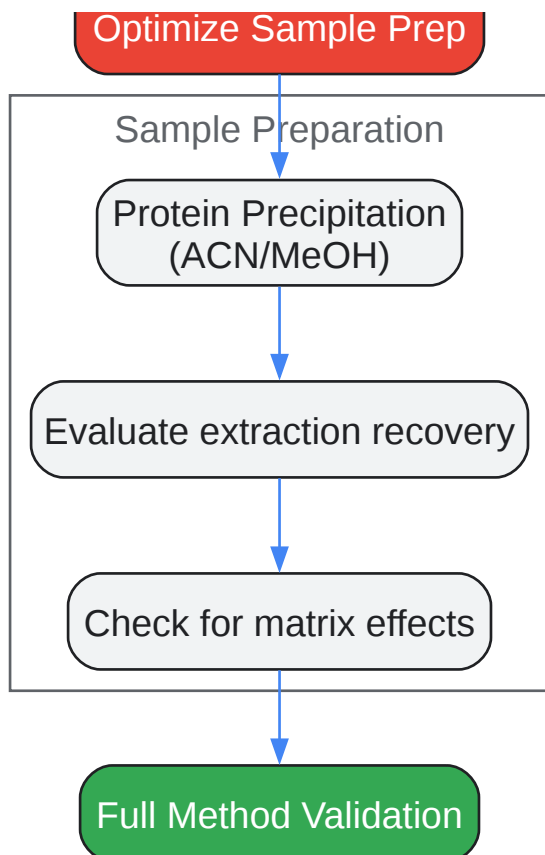 Optimize Sample Prep
Sample Preparation
Protein Precipitation
(ACN/MeOH)
Evaluate extraction recovery
Check for matrix effects
Full Method Validation